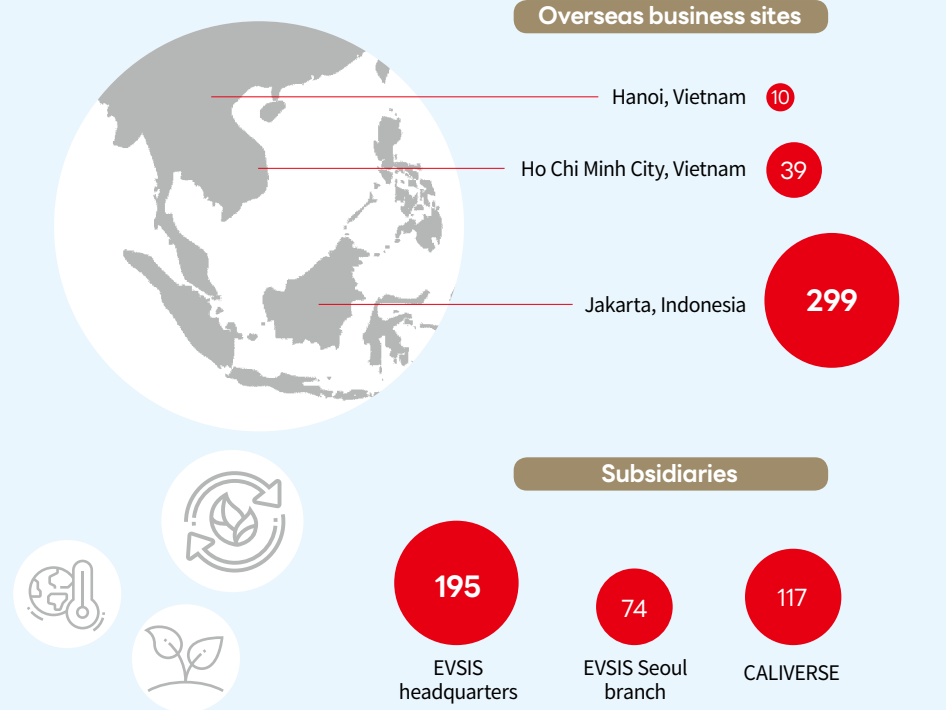 Overseas business sites
Hanoi, Vietnam 10
Ho Chi Minh City, Vietnam 39
Jakarta, Indonesia 299
Subsidiaries
195
EVSIS
headquarters
74
EVSIS Seoul
branch
117
CALIVERSE